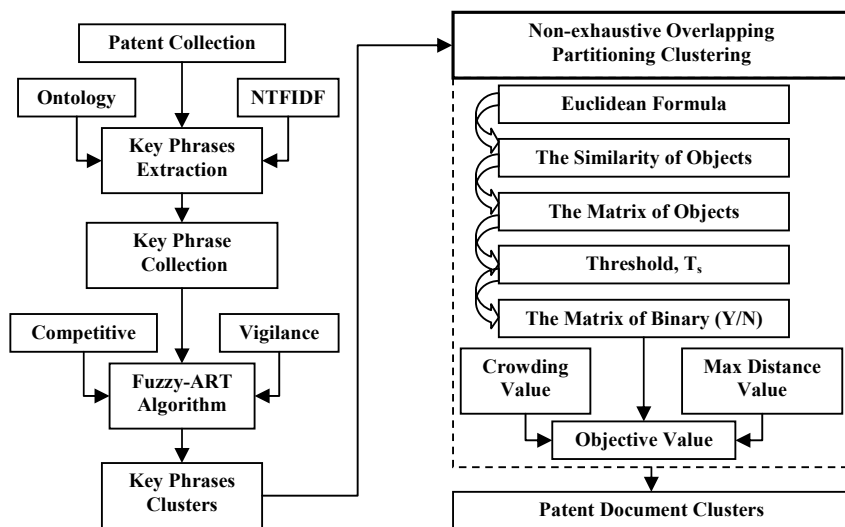 Patent Collection
Ontology
NTFIDF
Key Phrases
Extraction
Key Phrase
Collection
Competitive
Vigilance
Fuzzy-ART
Algorithm
Key Phrases
Clusters
Non-exhaustive Overlapping
Partitioning Clustering
Euclidean Formula
The Similarity of Objects
The Matrix of Objects
Threshold, Ts
The Matrix of Binary (Y/N)
Crowding
Value
Max Distance
Value
Objective Value
Patent Document Clusters